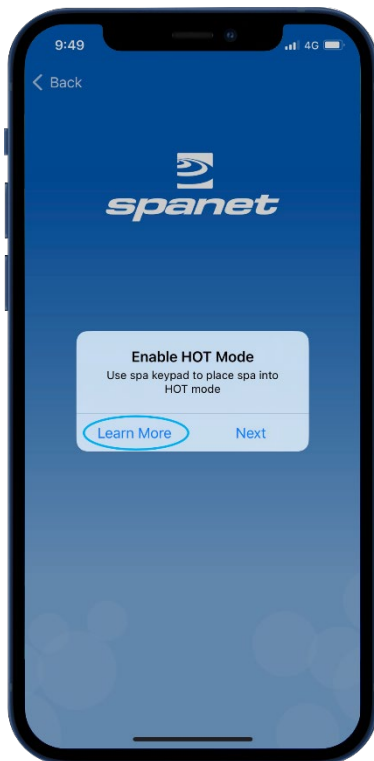 9:49
4G
Back
spanet
Enable HOT Mode
Use spa keypad to place spa into
HOT mode
Learn More
Next